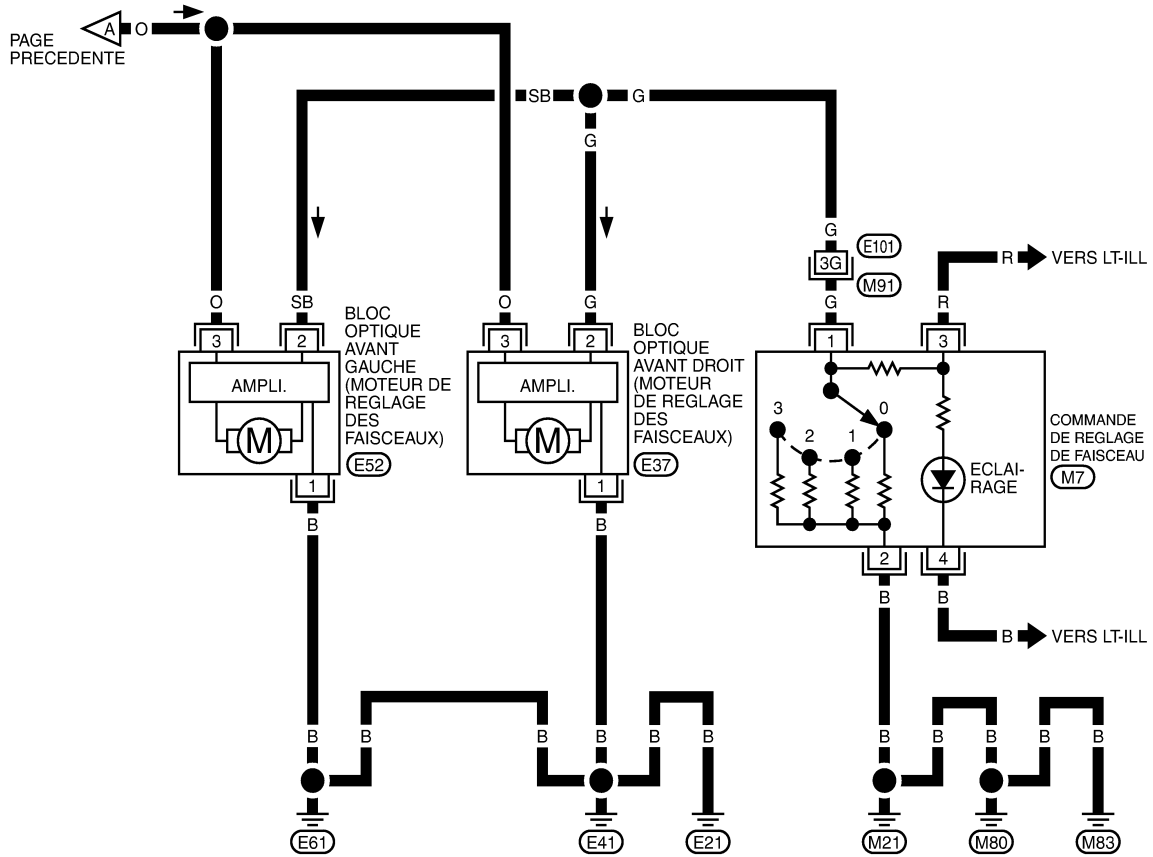 A O
PAGE
PRECEDENTE
SB G
G
G
E101
3G
M91
R VERS LT-ILL
O SB O G G R
3 2 3 2 1 3
BLOC
OPTIQUE
AVANT
GAUCHE
(MOTEUR DE
REGLAGE
DES
FAISCEAUX)
E52
BLOC
OPTIQUE
AVANT DROIT
(MOTEUR
DE REGLAGE
DES
FAISCEAUX)
E37
AMPLI.
M
AMPLI.
M
3 2 1 0
ECLAI-
RAGE
COMMANDE
DE REGLAGE
DE FAISCEAU
M7
1 1 2 4
B B B B
B VERS LT-ILL
B B B B B B B B B B B
E61 E41 E21 M21 M80 M83